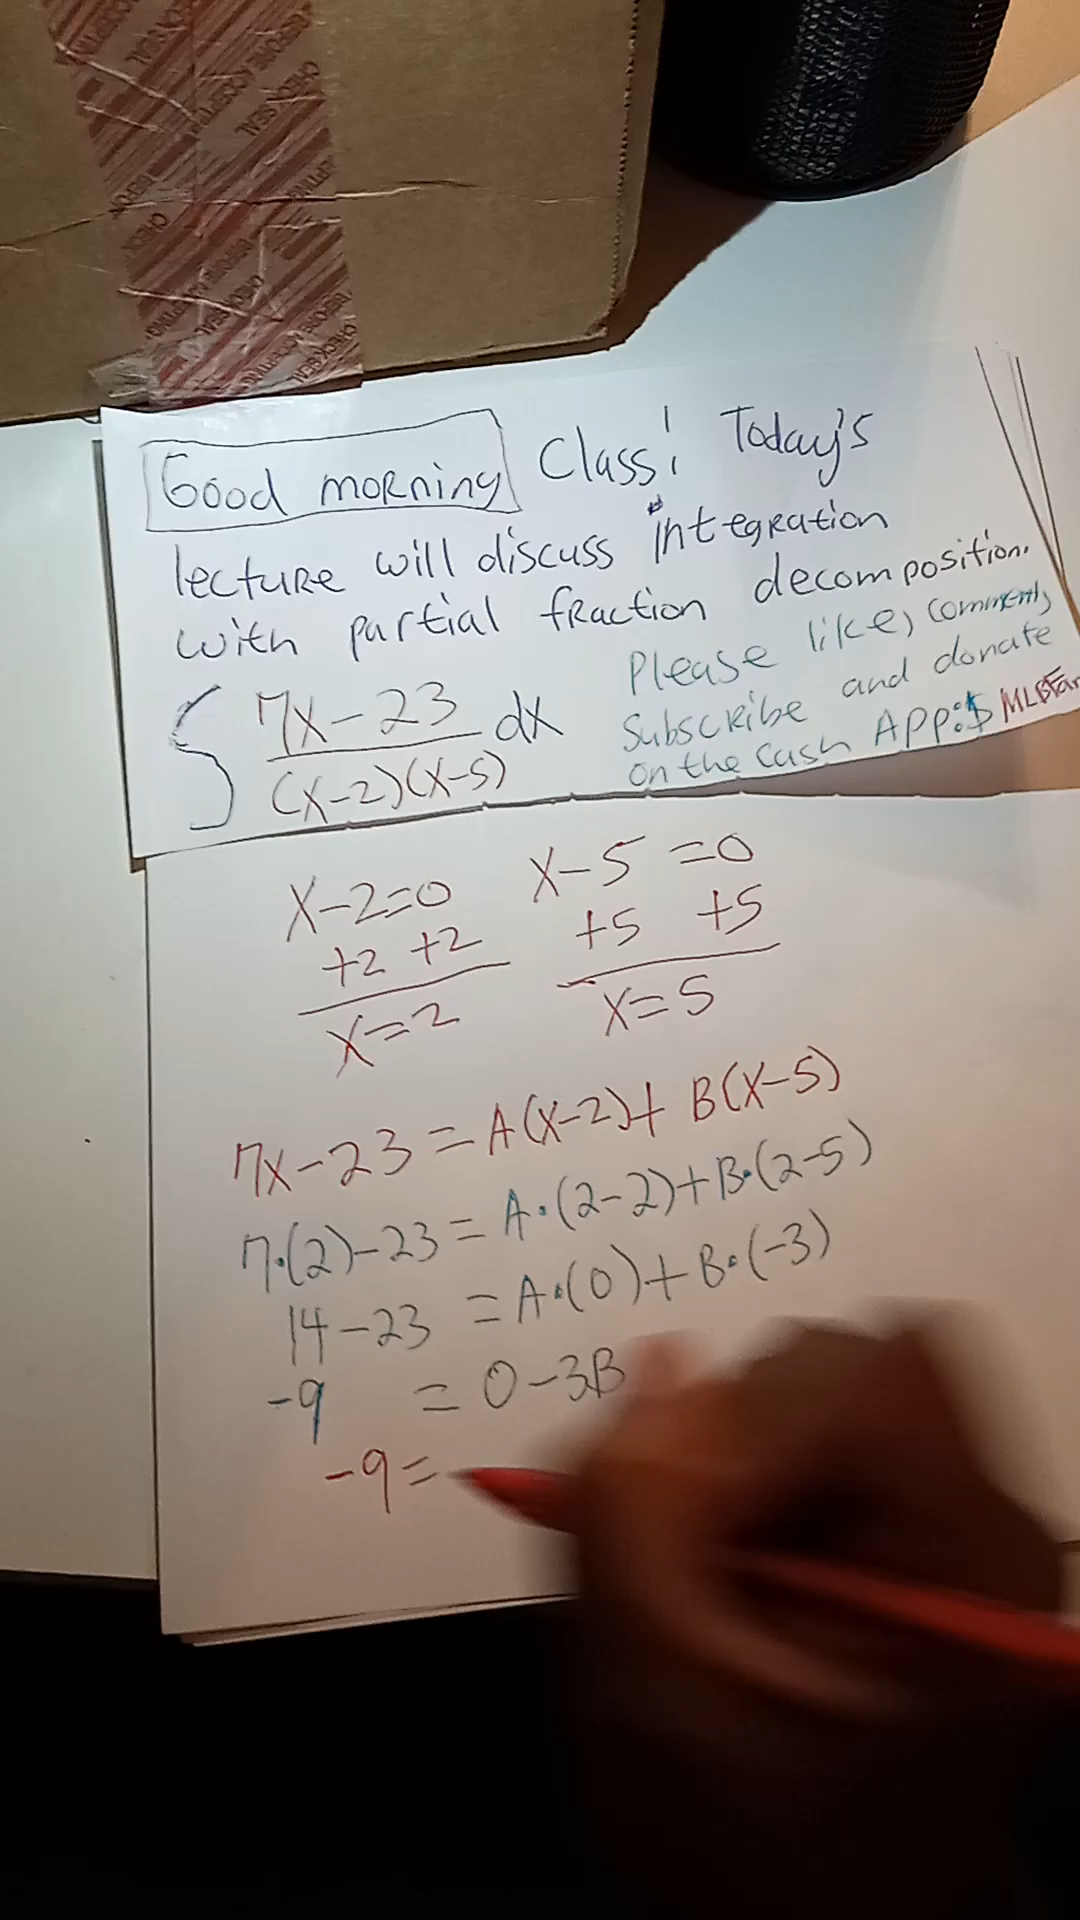 Good morning Class! Today's
lecture will discuss integration
with partial fraction decomposition.
Please like, comment,
Subscribe and donate
on the Cash APP:$MLBFan
∫ 7x-23 dx
(x-2)(x-5)
x-2=0 x-5=0
+2 +2 +5 +5
x=2 x=5
7x-23=A(x-2)+B(x-5)
7·(2)-23=A·(2-2)+B·(2-5)
14-23=A·(0)+B·(-3)
-9=0-3B
-9=